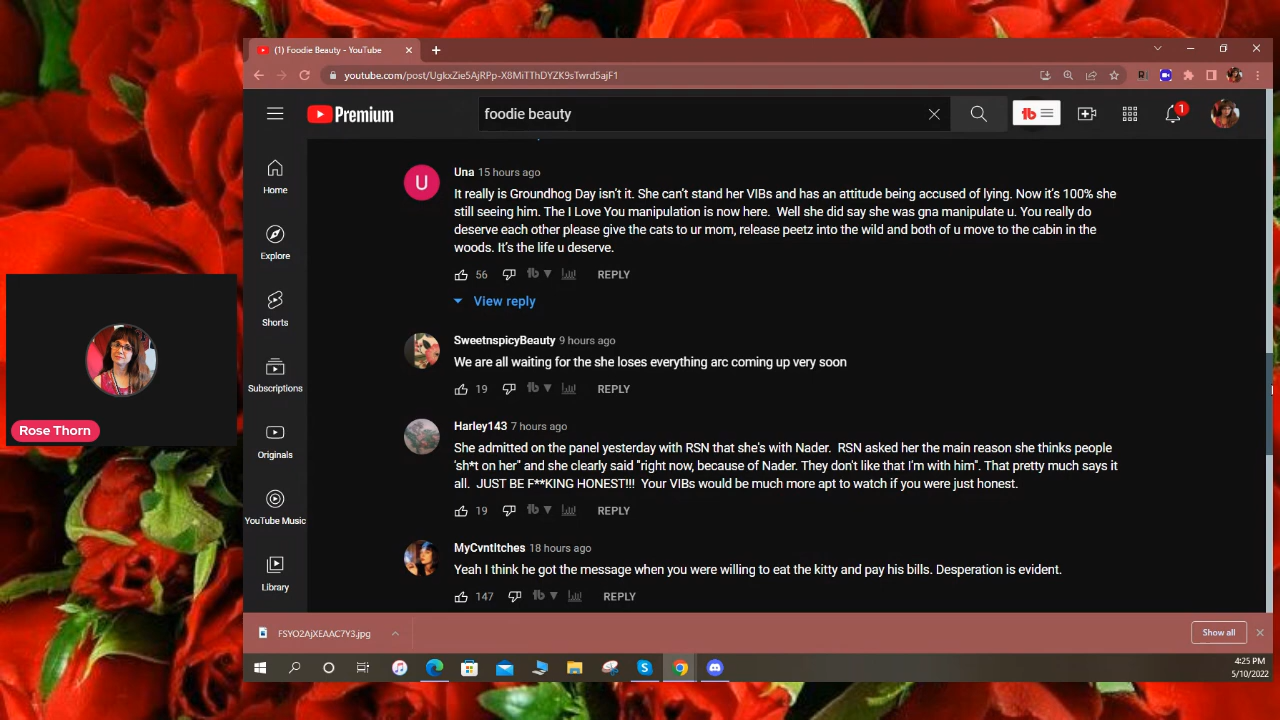 (1) Foodie Beauty - YouTube
youtube.com/post/UgkxZie5AjRPp-X8MiTThDYZK9sTwrd5ajF1
Premium
foodie beauty
tb
1
Home
Explore
Shorts
Subscriptions
Originals
YouTube Music
Library
U
Una 15 hours ago
It really is Groundhog Day isn't it. She can't stand her VIBs and has an attitude being accused of lying. Now it's 100% she
still seeing him. The I Love You manipulation is now here. Well she did say she was gna manipulate u. You really do
deserve each other please give the cats to ur mom, release peetz into the wild and both of u move to the cabin in the
woods. It's the life u deserve.
56 tb REPLY
View reply
SweetnspicyBeauty 9 hours ago
We are all waiting for the she loses everything arc coming up very soon
19 tb REPLY
Harley143 7 hours ago
She admitted on the panel yesterday with RSN that she's with Nader. RSN asked her the main reason she thinks people
'sh*t on her" and she clearly said "right now, because of Nader. They don't like that I'm with him". That pretty much says it
all. JUST BE F**KING HONEST!!! Your VIBs would be much more apt to watch if you were just honest.
19 tb REPLY
MyCvntItches 18 hours ago
Yeah I think he got the message when you were willing to eat the kitty and pay his bills. Desperation is evident.
147 tb REPLY
Rose Thorn
FSYO2AjXEAAC7Y3.jpg
Show all
4:25 PM
5/10/2022